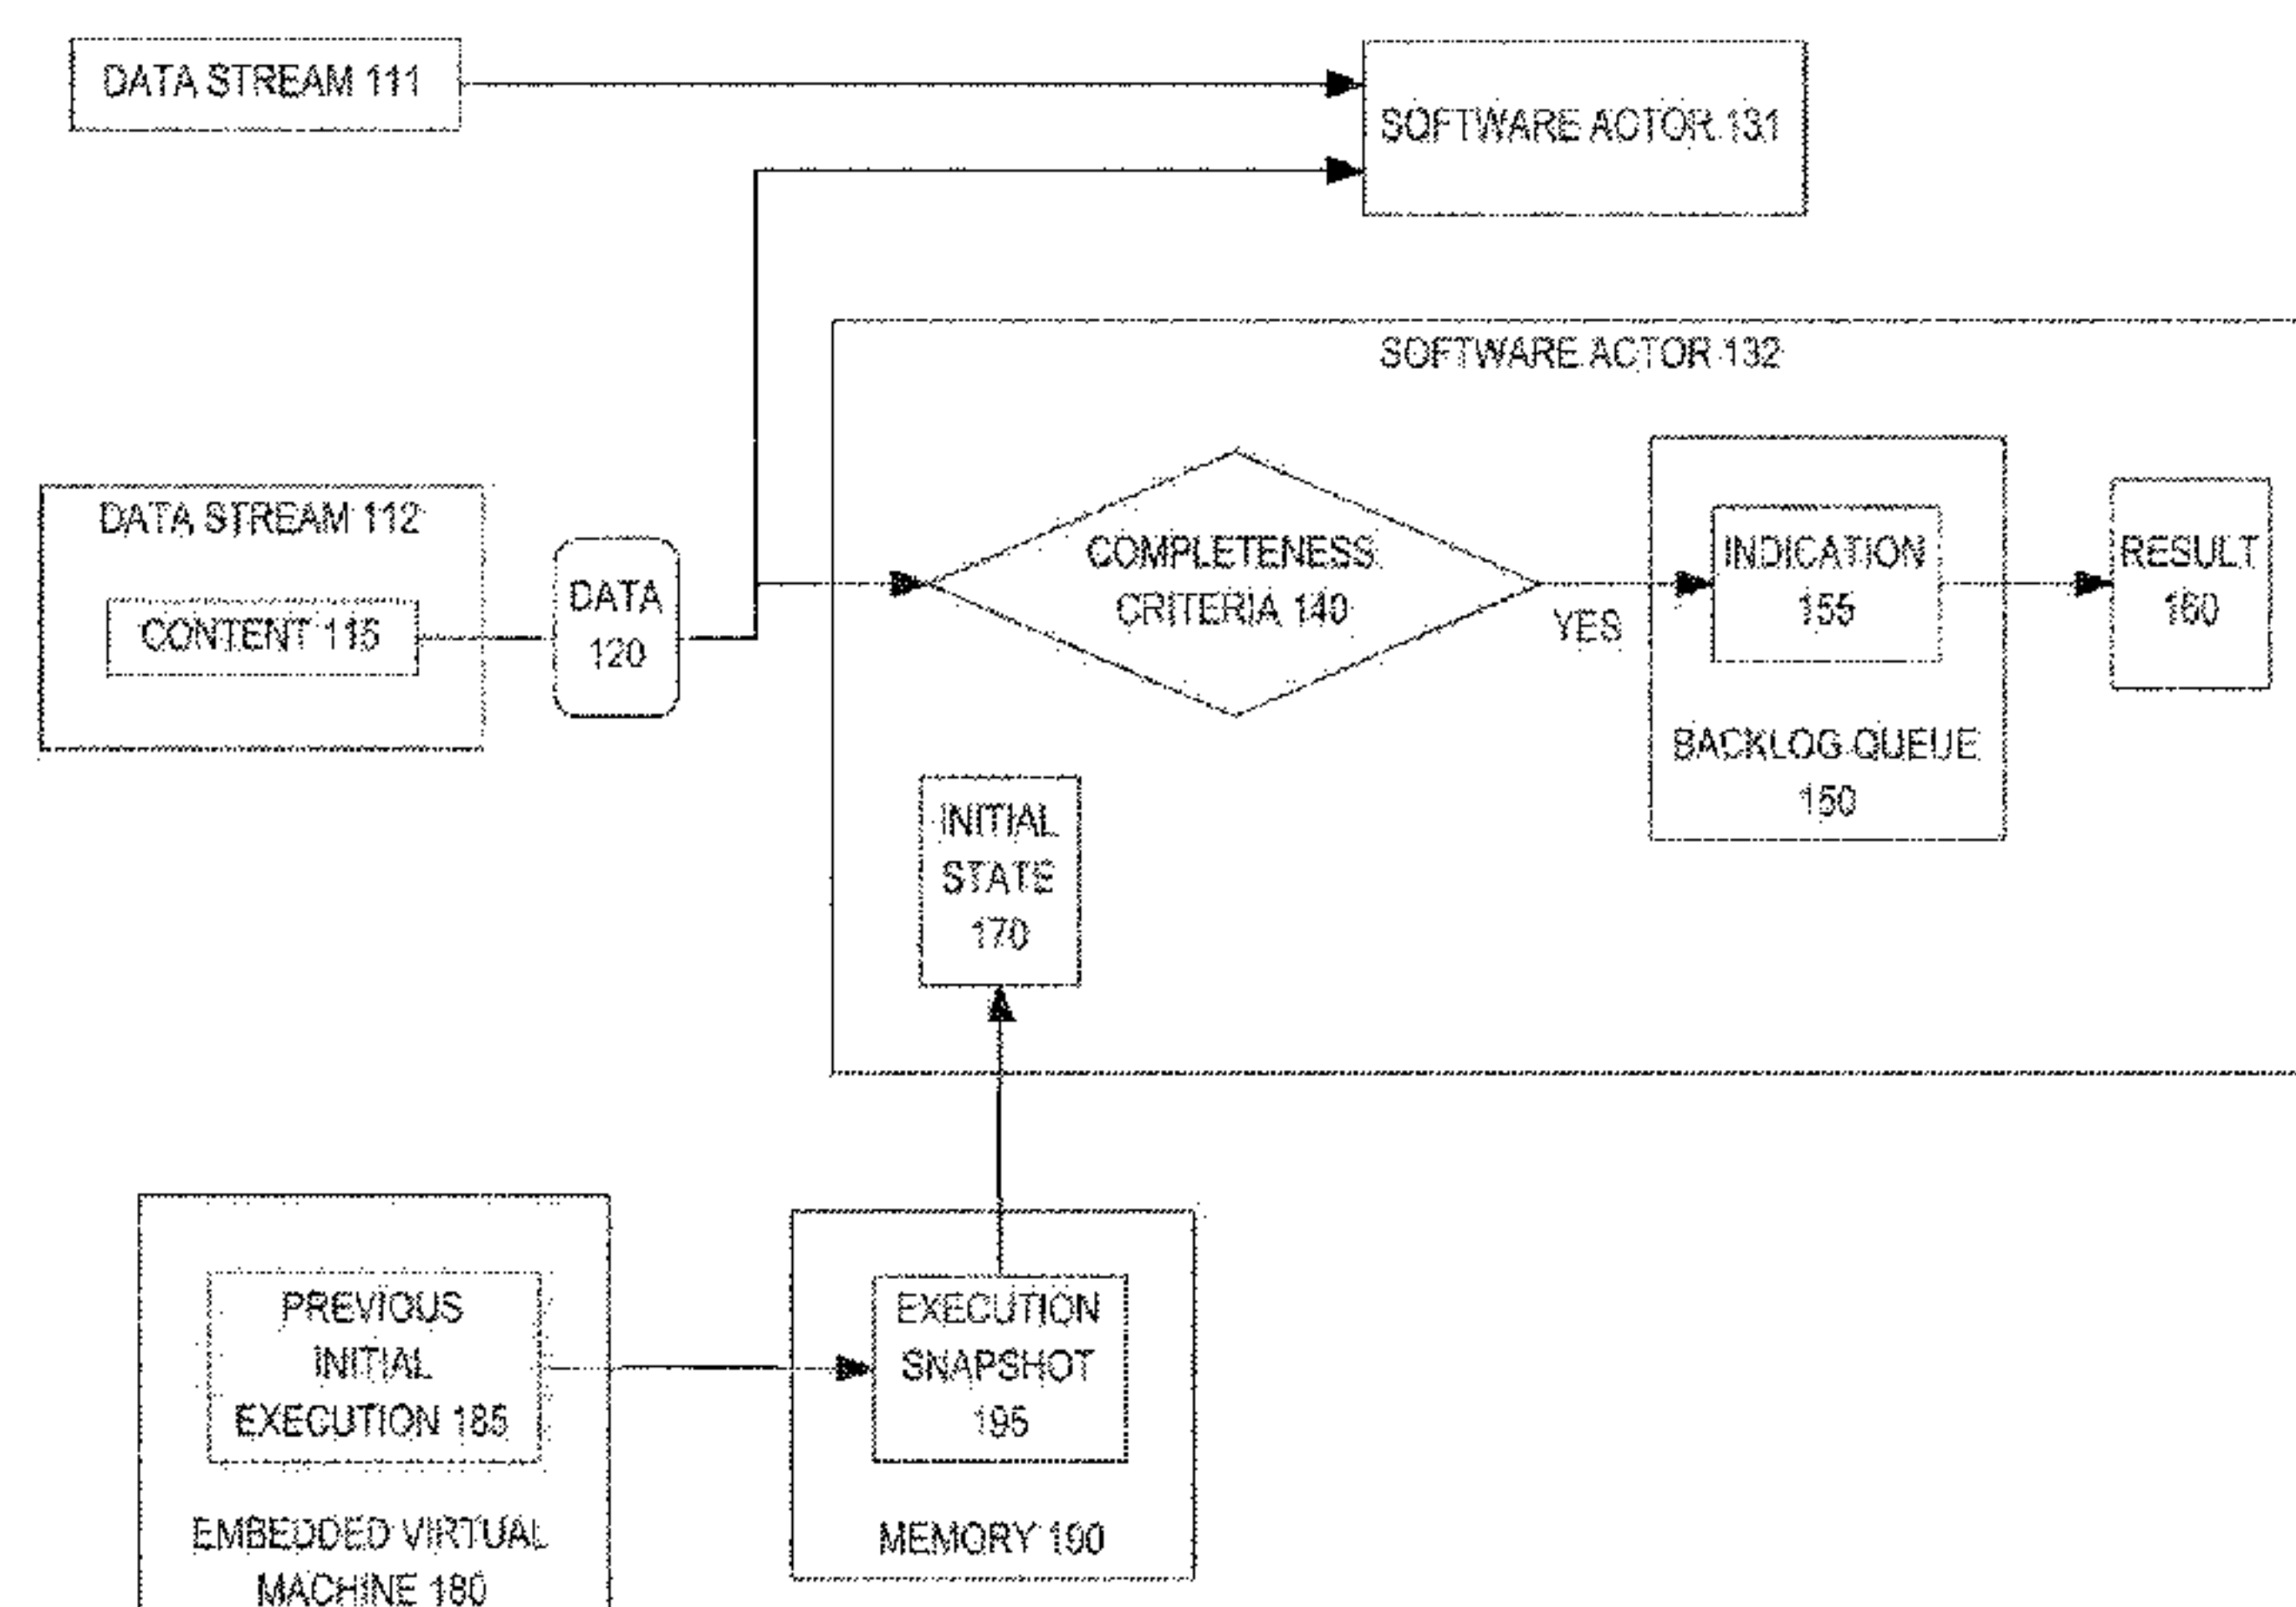 DATA STREAM 111
SOFTWARE ACTOR 131
SOFTWARE ACTOR 132
DATA STREAM 112
CONTENT 115
DATA
120
COMPLETENESS
CRITERIA 140
YES
INDICATION
155
BACKLOG QUEUE
150
RESULT
160
INITIAL
STATE
170
PREVIOUS
INITIAL
EXECUTION 185
EMBEDDED VIRTUAL
MACHINE 180
EXECUTION
SNAPSHOT
195
MEMORY 190